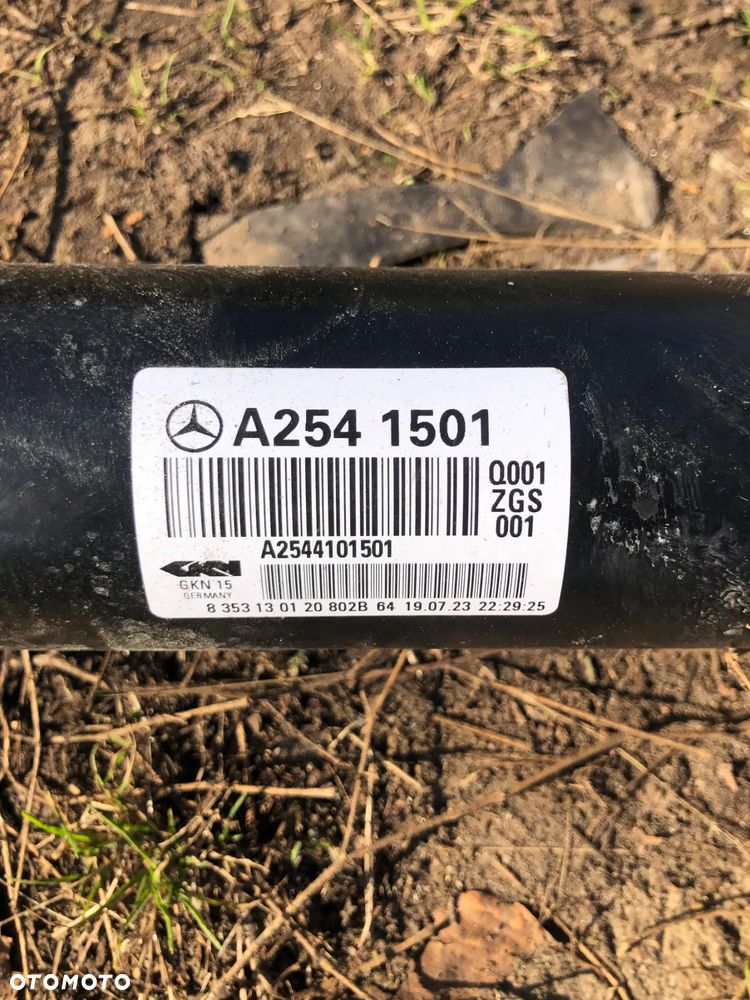 A254 1501
Q001
ZGS
001
A2544101501
GKN
GKN 15
GERMANY
8 353 13 01 20 802B 64 19.07.23 22:29:25
OTOMOTO